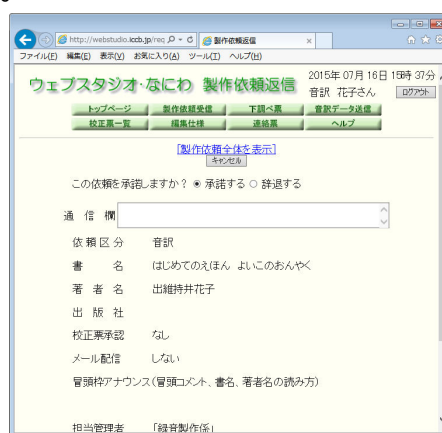 http://webstudio.iccb.jp/req
製作依頼返信
ファイル(F) 編集(E) 表示(V) お気に入り(A) ツール(T) ヘルプ(H)
ウェブスタジオ・なにわ 製作依頼返信
2015年 07月 16日 15時 37分
音訳 花子さん ログアウト
トップページ 製作依頼受信 下調べ票 音訳データ送信
校正票一覧 編集仕様 連絡票 ヘルプ
[製作依頼全体を表示]
キャンセル
この依頼を承諾しますか? 承諾する 辞退する
通 信 欄
依頼区分 音訳
書 名 はじめてのえほん よいこのおんやく
著 者 名 出維持井花子
出 版 社
校正票承認 なし
メール配信 しない
冒頭枠アナウンス(冒頭コメント、書名、著者名の読み方)
担当管理者 「録音製作係」